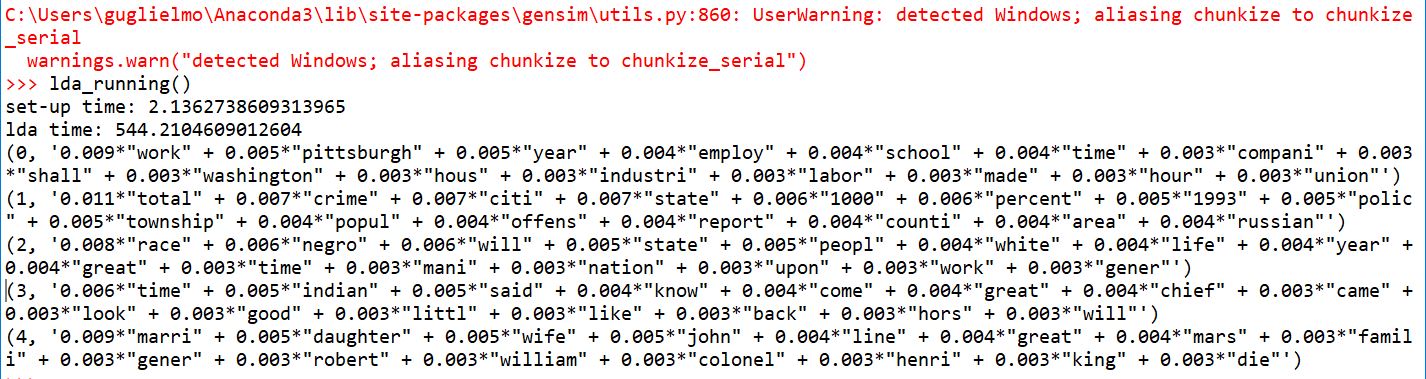 C:\Users\guglielmo\Anaconda3\lib\site-packages\gensim\utils.py:860: UserWarning: detected Windows; aliasing chunkize to chunkize
_serial
  warnings.warn("detected Windows; aliasing chunkize to chunkize_serial")
>>> lda_running()
set-up time: 2.1362738609313965
lda time: 544.2104609012604
(0, '0.009*"work" + 0.005*"pittsburgh" + 0.005*"year" + 0.004*"employ" + 0.004*"school" + 0.004*"time" + 0.003*"compani" + 0.003
*"shall" + 0.003*"washington" + 0.003*"hous" + 0.003*"industri" + 0.003*"labor" + 0.003*"made" + 0.003*"hour" + 0.003*"union"')
(1, '0.011*"total" + 0.007*"crime" + 0.007*"citi" + 0.007*"state" + 0.006*"1000" + 0.006*"percent" + 0.005*"1993" + 0.005*"polic
" + 0.005*"township" + 0.004*"popul" + 0.004*"offens" + 0.004*"report" + 0.004*"counti" + 0.004*"area" + 0.004*"russian"')
(2, '0.008*"race" + 0.006*"negro" + 0.006*"will" + 0.005*"state" + 0.005*"peopl" + 0.004*"white" + 0.004*"life" + 0.004*"year" +
0.004*"great" + 0.003*"time" + 0.003*"mani" + 0.003*"nation" + 0.003*"upon" + 0.003*"work" + 0.003*"gener"')
(3, '0.006*"time" + 0.005*"indian" + 0.005*"said" + 0.004*"know" + 0.004*"come" + 0.004*"great" + 0.004*"chief" + 0.003*"came" +
0.003*"look" + 0.003*"good" + 0.003*"littl" + 0.003*"like" + 0.003*"back" + 0.003*"hors" + 0.003*"will"')
(4, '0.009*"marri" + 0.005*"daughter" + 0.005*"wife" + 0.005*"john" + 0.004*"line" + 0.004*"great" + 0.004*"mars" + 0.003*"famil
i" + 0.003*"gener" + 0.003*"robert" + 0.003*"william" + 0.003*"colonel" + 0.003*"henri" + 0.003*"king" + 0.003*"die"')